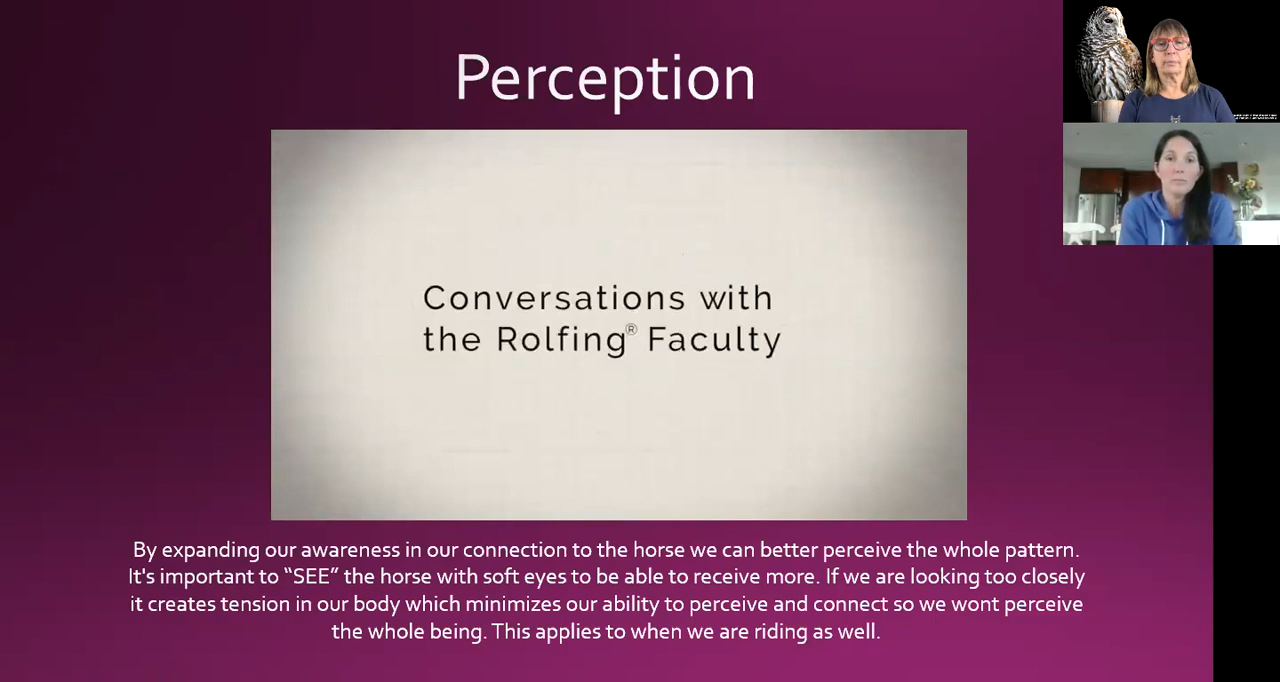 Perception
Conversations with
the Rolfing® Faculty
By expanding our awareness in our connection to the horse we can better perceive the whole pattern.
It's important to “SEE” the horse with soft eyes to be able to receive more. If we are looking too closely
it creates tension in our body which minimizes our ability to perceive and connect so we wont perceive
the whole being. This applies to when we are riding as well.